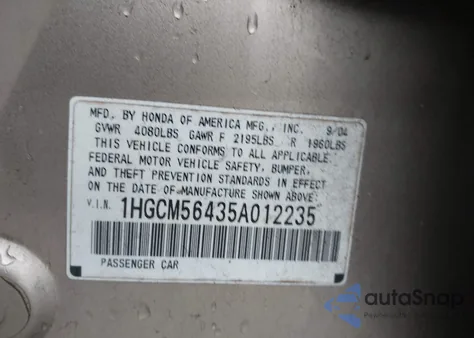 MFD. BY HONDA OF AMERICA MFG., INC. 9/04
GVWR 4080LBS GAWR F 2195LBS R 1960LBS
THIS VEHICLE CONFORMS TO ALL APPLICABLE
FEDERAL MOTOR VEHICLE SAFETY, BUMPER,
AND THEFT PREVENTION STANDARDS IN EFFECT
ON THE DATE OF MANUFACTURE SHOWN ABOVE.
V.I.N. 1HGCM56435A012235
PASSENGER CAR
autoSnap